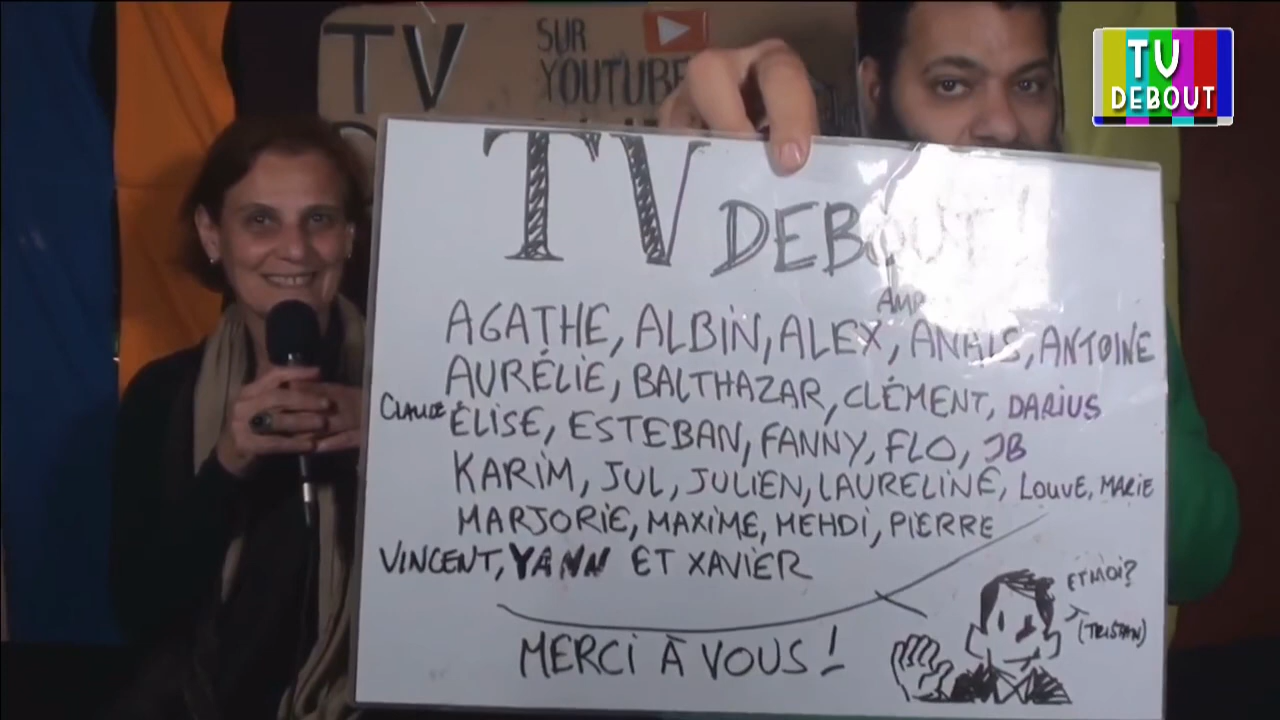 TV
SUR
YOUTUBE
TV
DEBOUT
TV DEBOUT!
AGATHE, ALBIN, ALEX, ANAIS, ANTOINE
AURÉLIE, BALTHAZAR, CLÉMENT, DARIUS
CLAUDE ÉLISE, ESTEBAN, FANNY, FLO, JB
KARIM, JUL, JULIEN, LAURELINE, LOUVE, MARIE
MARJORIE, MAXIME, MEHDI, PIERRE
VINCENT, YANN ET XAVIER
ET MOI?
(TRISTAN)
MERCI À VOUS!